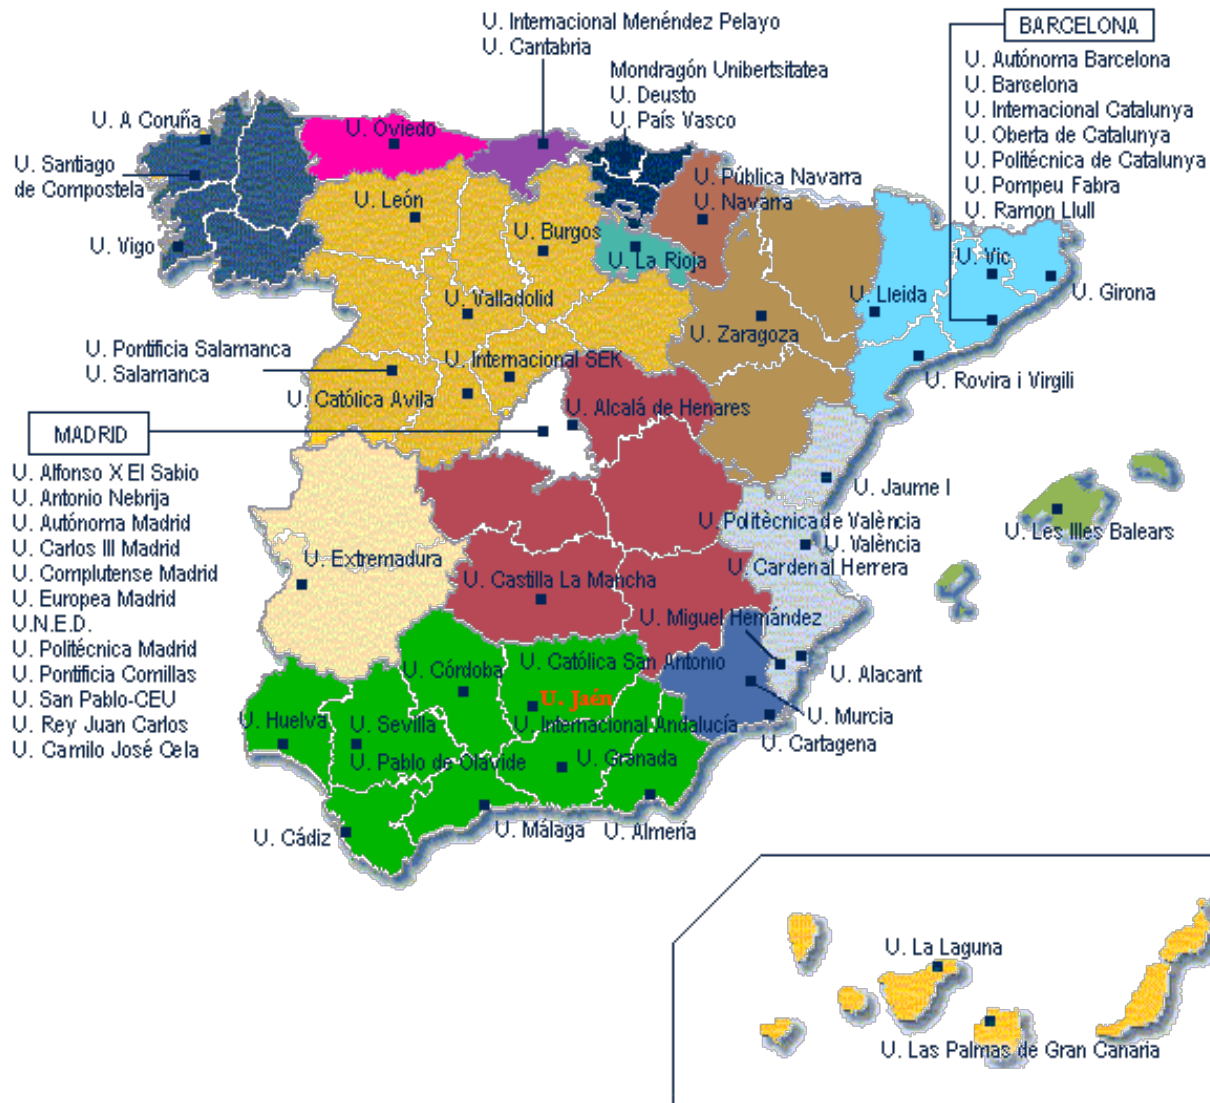 U. Internacional Menéndez Pelayo
U. Cantabria
BARCELONA
U. Autónoma Barcelona
U. Barcelona
U. Internacional Catalunya
U. Oberta de Catalunya
U. Politécnica de Catalunya
U. Pompeu Fabra
U. Ramon Llull
Mondragón Unibertsitatea
U. Deusto
U. País Vasco
U. A Coruña
U. Oviedo
U. Santiago
de Compostela
U. Pública Navarra
U. Navarra
U. León
U. Burgos
U. Vigo
U. La Rioja
U. Vic
U. Girona
U. Lleida
U. Valladolid
U. Zaragoza
U. Pontificia Salamanca
U. Salamanca
U. Internacional SEK
U. Rovira i Virgili
U. Católica Avila
U. Alcalá de Henares
MADRID
U. Alfonso X El Sabio
U. Antonio Nebrija
U. Autónoma Madrid
U. Carlos III Madrid
U. Complutense Madrid
U. Europea Madrid
U.N.E.D.
U. Politécnica Madrid
U. Pontificia Comillas
U. San Pablo-CEU
U. Rey Juan Carlos
U. Camilo José Cela
U. Jaume I
U. Politècnica de València
U. València
U. Cardenal Herrera
U. Les Illes Balears
U. Extremadura
U. Castilla La Mancha
U. Miguel Hernández
U. Católica San Antonio
U. Córdoba
U. Alacant
U. Jaén
U. Murcia
U. Huelva
U. Sevilla
U. Internacional Andalucía
U. Cartagena
U. Pablo de Olavide
U. Granada
U. Cádiz
U. Málaga
U. Almería
U. La Laguna
U. Las Palmas de Gran Canaria